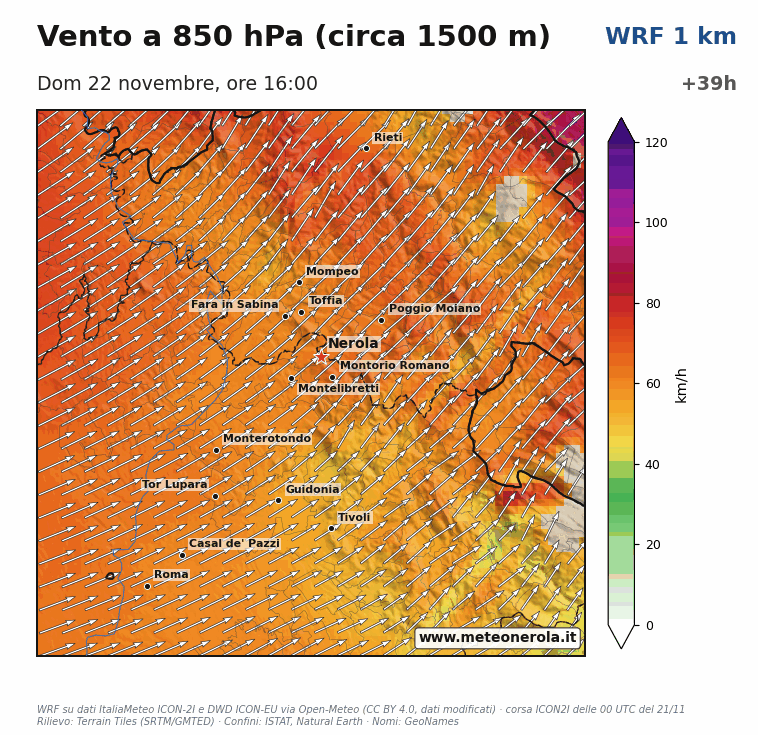 Vento a 850 hPa (circa 1500 m)
WRF 1 km
Dom 22 novembre, ore 16:00
+39h
Rieti
Mompeo
Fara in Sabina
Toffia
Poggio Moiano
Nerola
Montorio Romano
Montelibretti
Monterotondo
Tor Lupara
Guidonia
Tivoli
Casal de' Pazzi
Roma
www.meteonerola.it
120
100
80
60
40
20
0
km/h
WRF su dati ItaliaMeteo ICON-2I e DWD ICON-EU via Open-Meteo (CC BY 4.0, dati modificati) · corsa ICON2I delle 00 UTC del 21/11
Rilievo: Terrain Tiles (SRTM/GMTED) · Confini: ISTAT, Natural Earth · Nomi: GeoNames